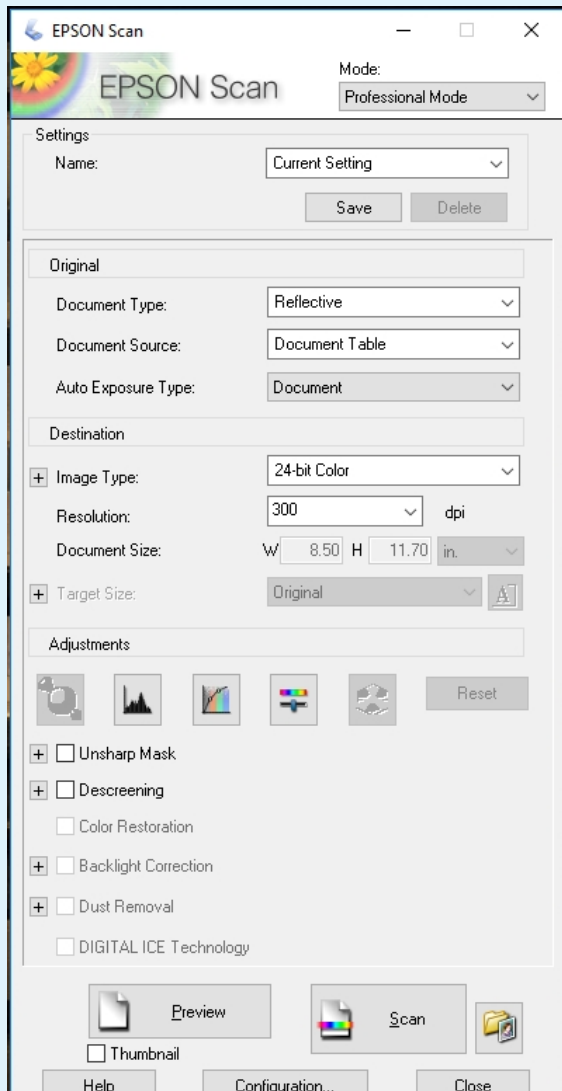 EPSON Scan
EPSON Scan
Mode:
Professional Mode
Settings
Name:
Current Setting
Save
Delete
Original
Document Type:
Reflective
Document Source:
Document Table
Auto Exposure Type:
Document
Destination
Image Type:
24-bit Color
Resolution:
300
dpi
Document Size:
W 8.50 H 11.70 in.
Target Size:
Original
A
Adjustments
Reset
Unsharp Mask
Descreening
Color Restoration
Backlight Correction
Dust Removal
DIGITAL ICE Technology
Preview
Scan
Thumbnail
Help
Configuration...
Close